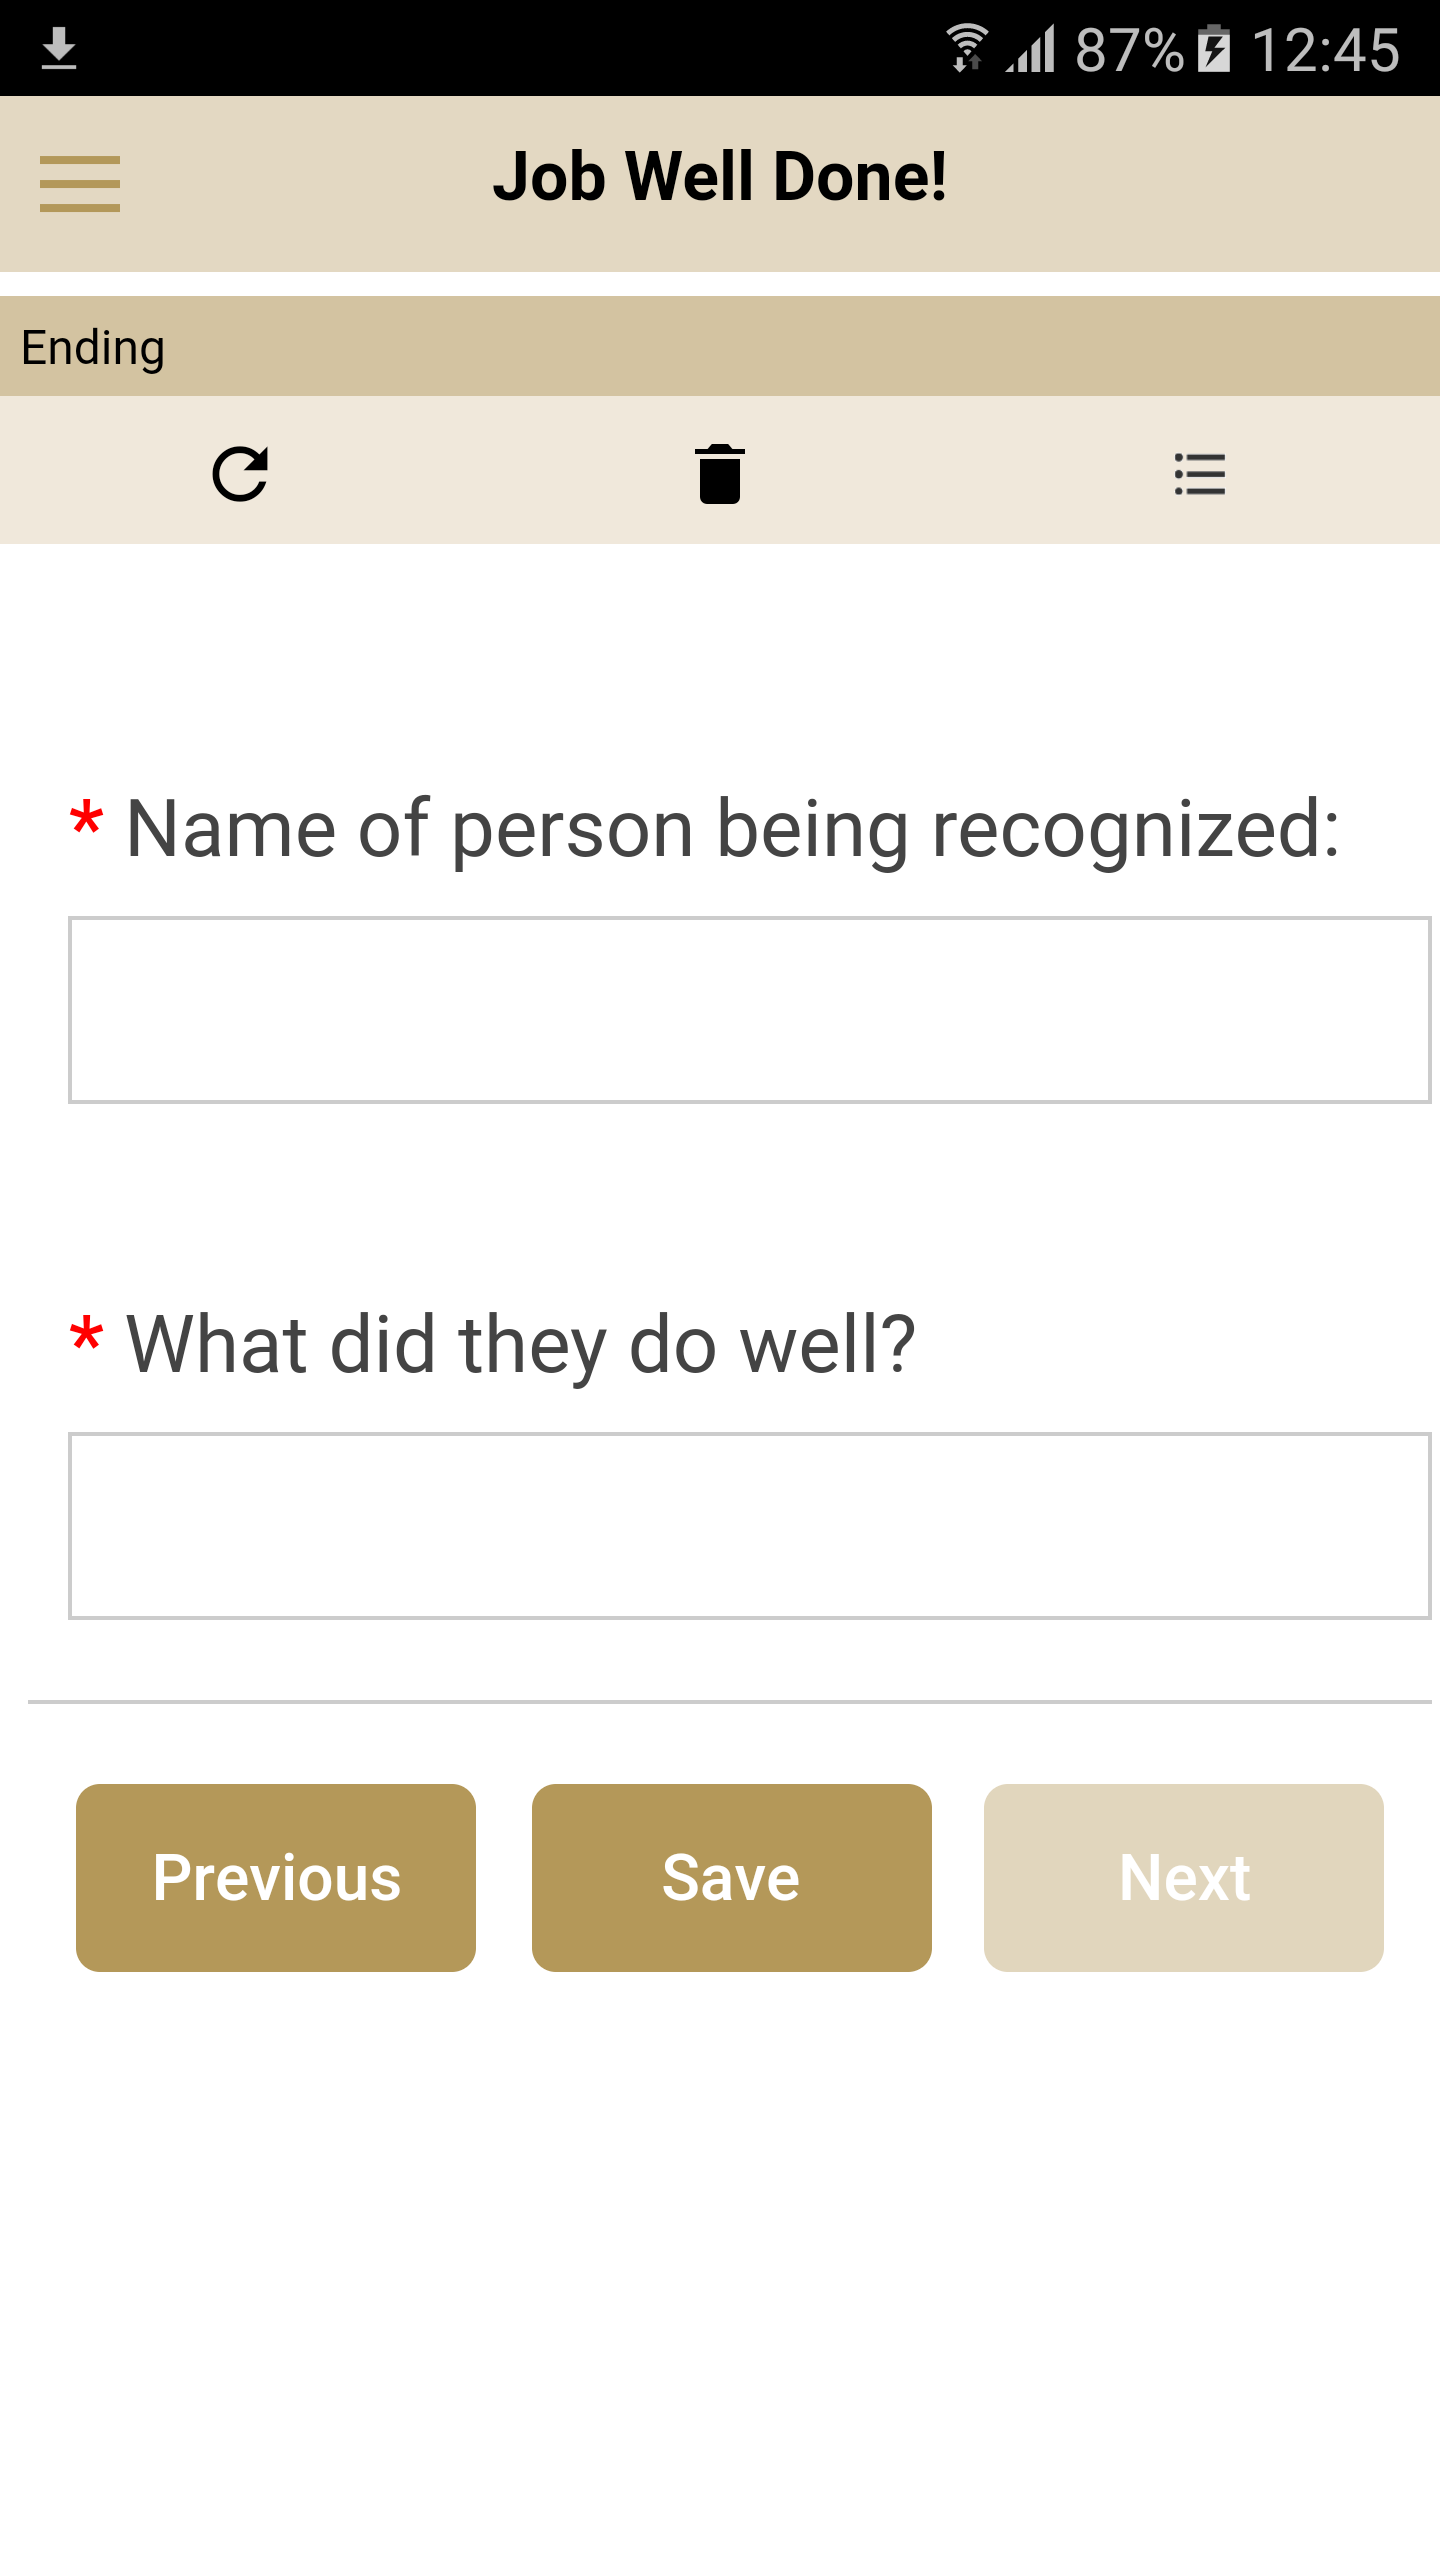 87% 12:45
Job Well Done!
Ending
* Name of person being recognized:
* What did they do well?
Previous Save Next